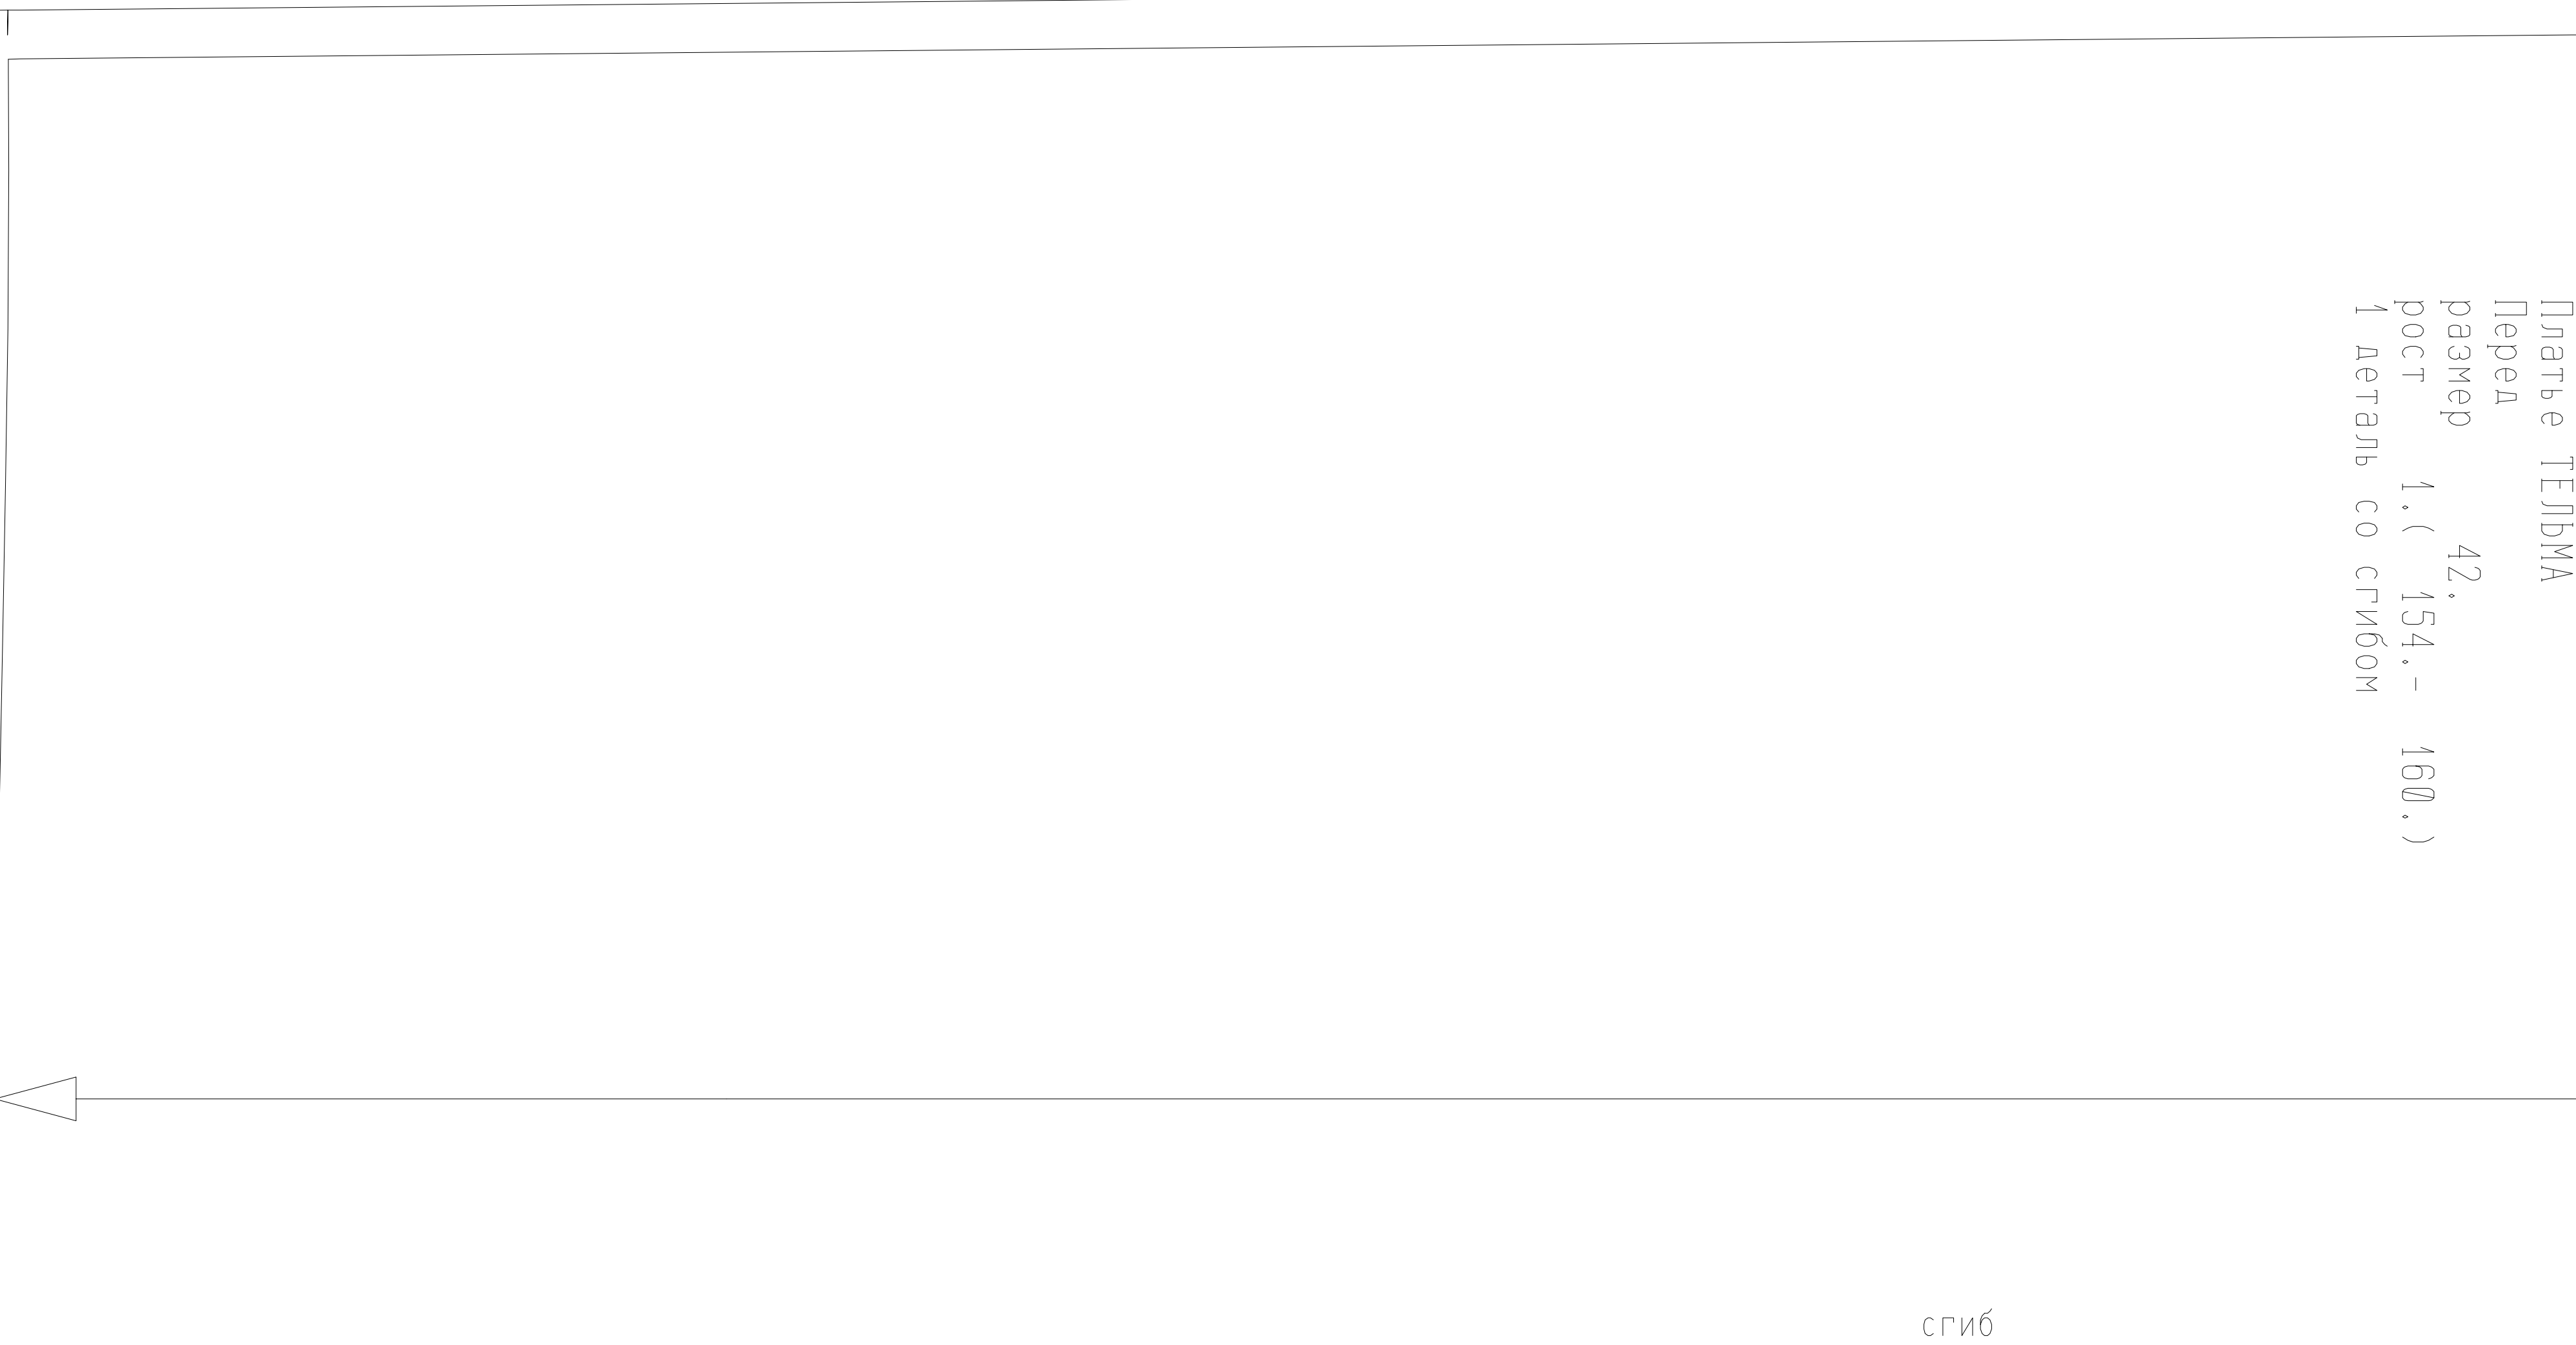 Платье ТЕЛЬМА
Перед
размер 42.
рост 1.( 154.- 160.)
1 деталь со сгибом
сгиб